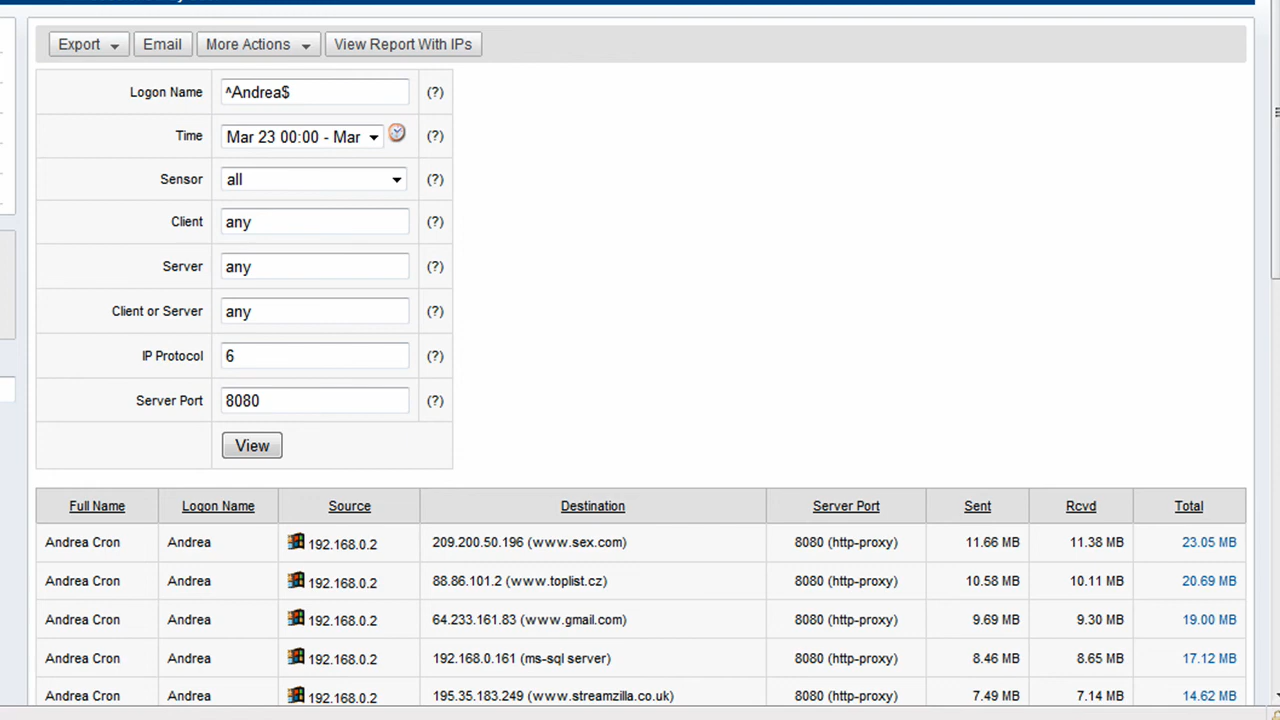 Export Email More Actions View Report With IPs
Logon Name ^Andrea$ (?)
Time Mar 23 00:00 - Mar (?)
Sensor all (?)
Client any (?)
Server any (?)
Client or Server any (?)
IP Protocol 6 (?)
Server Port 8080 (?)
View
Full Name Logon Name Source Destination Server Port Sent Rcvd Total
Andrea Cron Andrea 192.168.0.2 209.200.50.196 (www.sex.com) 8080 (http-proxy) 11.66 MB 11.38 MB 23.05 MB
Andrea Cron Andrea 192.168.0.2 88.86.101.2 (www.toplist.cz) 8080 (http-proxy) 10.58 MB 10.11 MB 20.69 MB
Andrea Cron Andrea 192.168.0.2 64.233.161.83 (www.gmail.com) 8080 (http-proxy) 9.69 MB 9.30 MB 19.00 MB
Andrea Cron Andrea 192.168.0.2 192.168.0.161 (ms-sql server) 8080 (http-proxy) 8.46 MB 8.65 MB 17.12 MB
Andrea Cron Andrea 192.168.0.2 195.35.183.249 (www.streamzilla.co.uk) 8080 (http-proxy) 7.49 MB 7.14 MB 14.62 MB